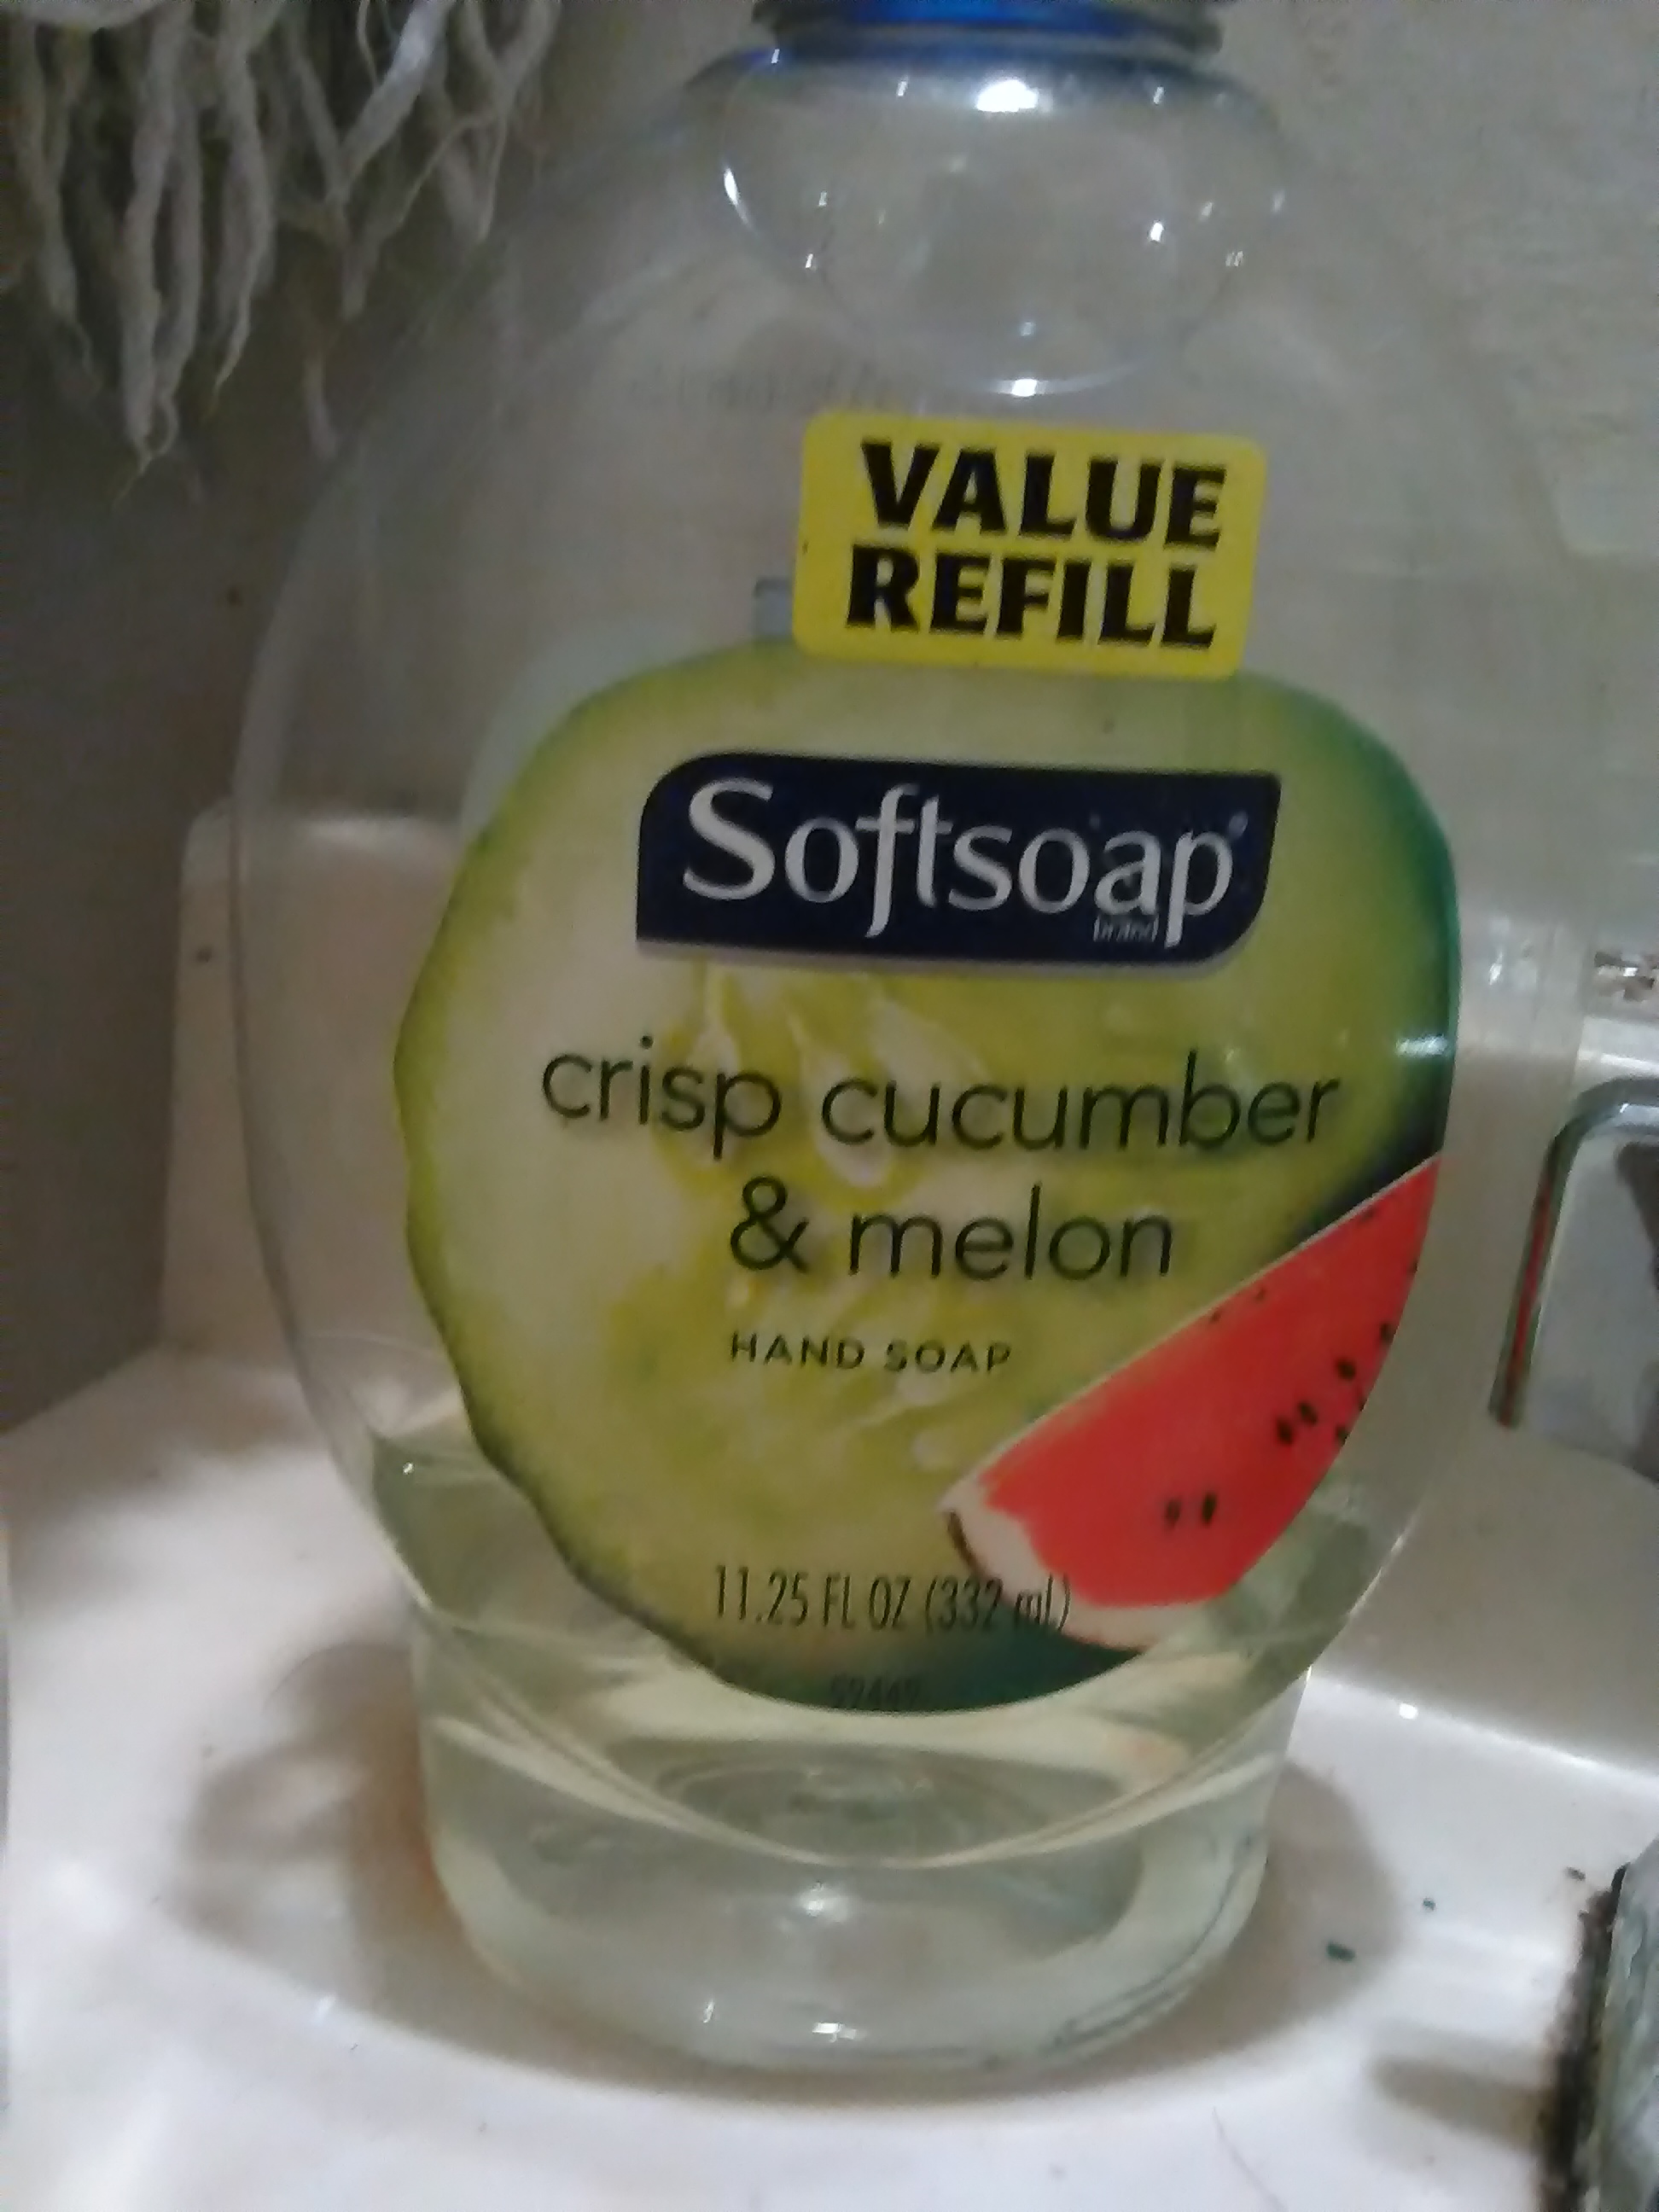 VALUE
REFILL
Softsoap®
brand
crisp cucumber
& melon
HAND SOAP
11.25 FL OZ (332 ml)